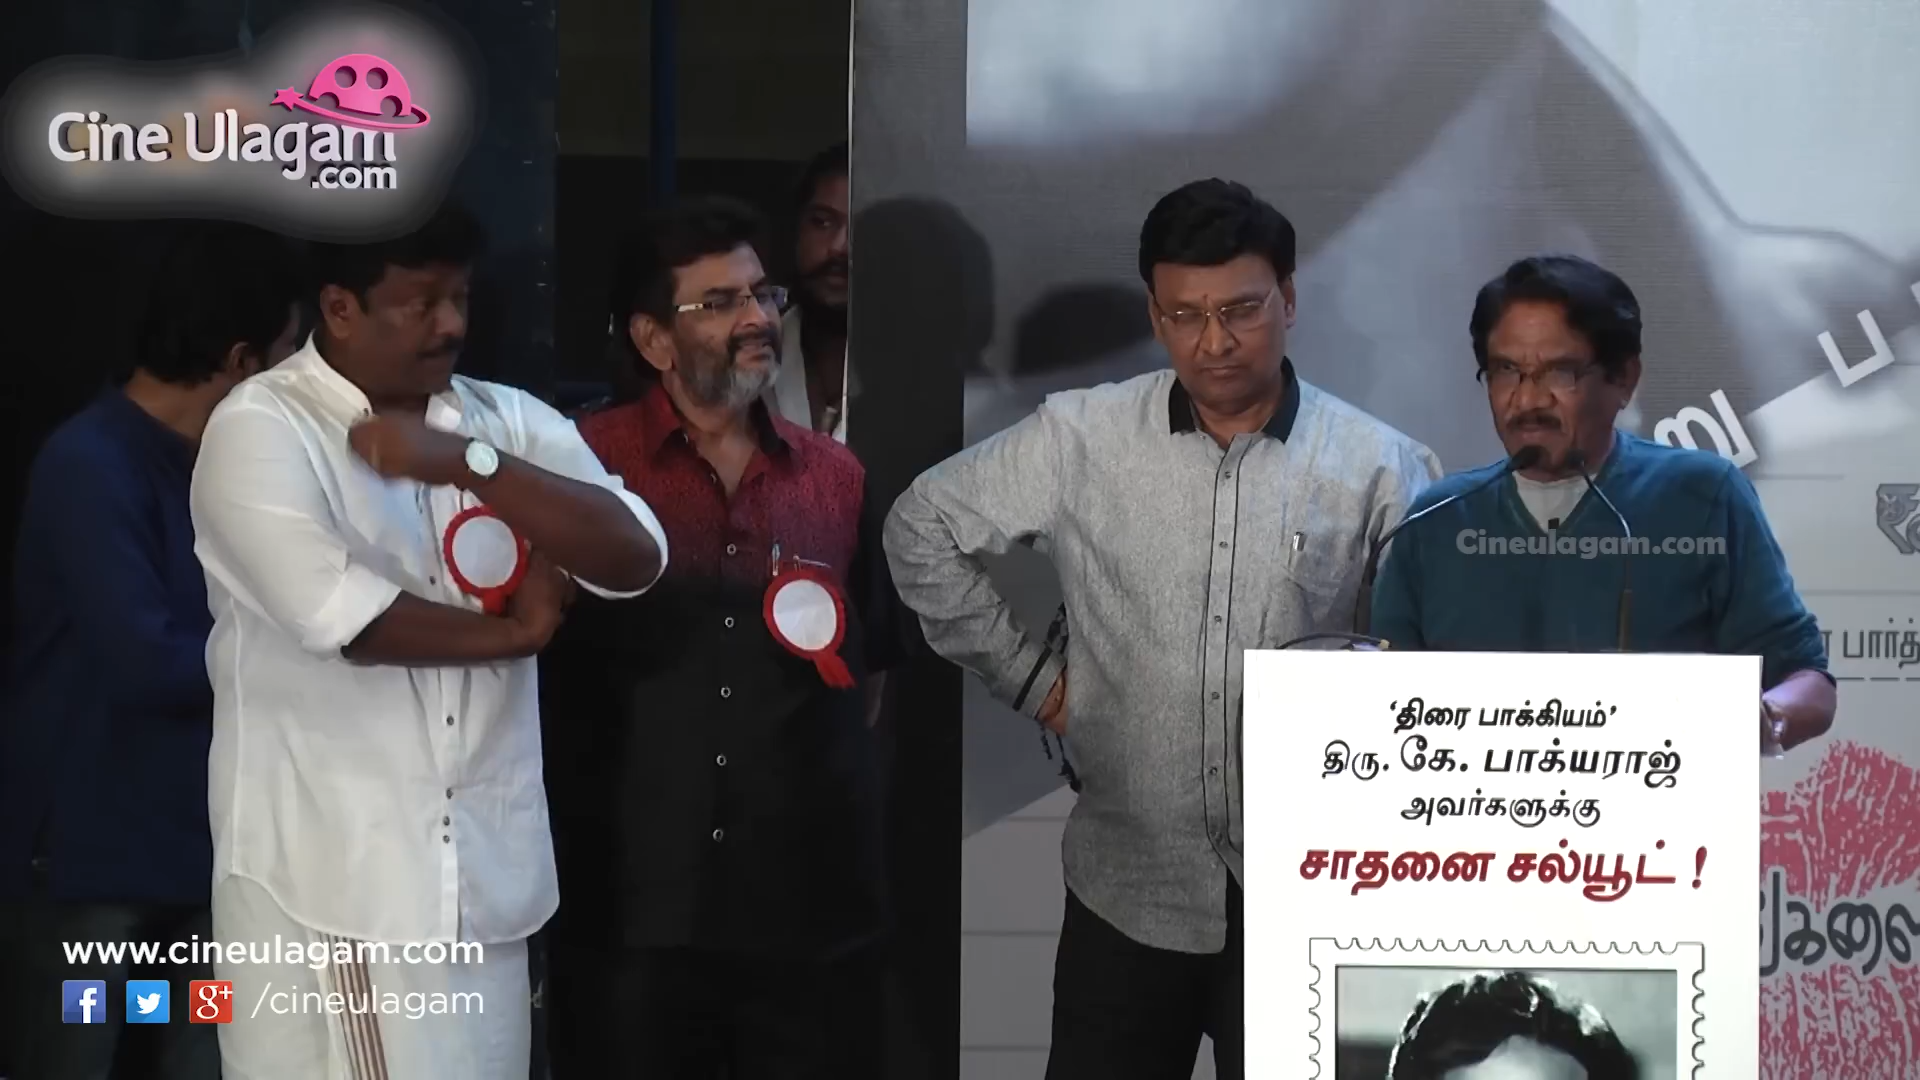 Cine Ulagam
.com
Cineulagam.com
பார்த்
'திரை பாக்கியம்'
திரு. கே. பாக்யராஜ்
அவர்களுக்கு
சாதனை சல்யூட் !
www.cineulagam.com
/cineulagam